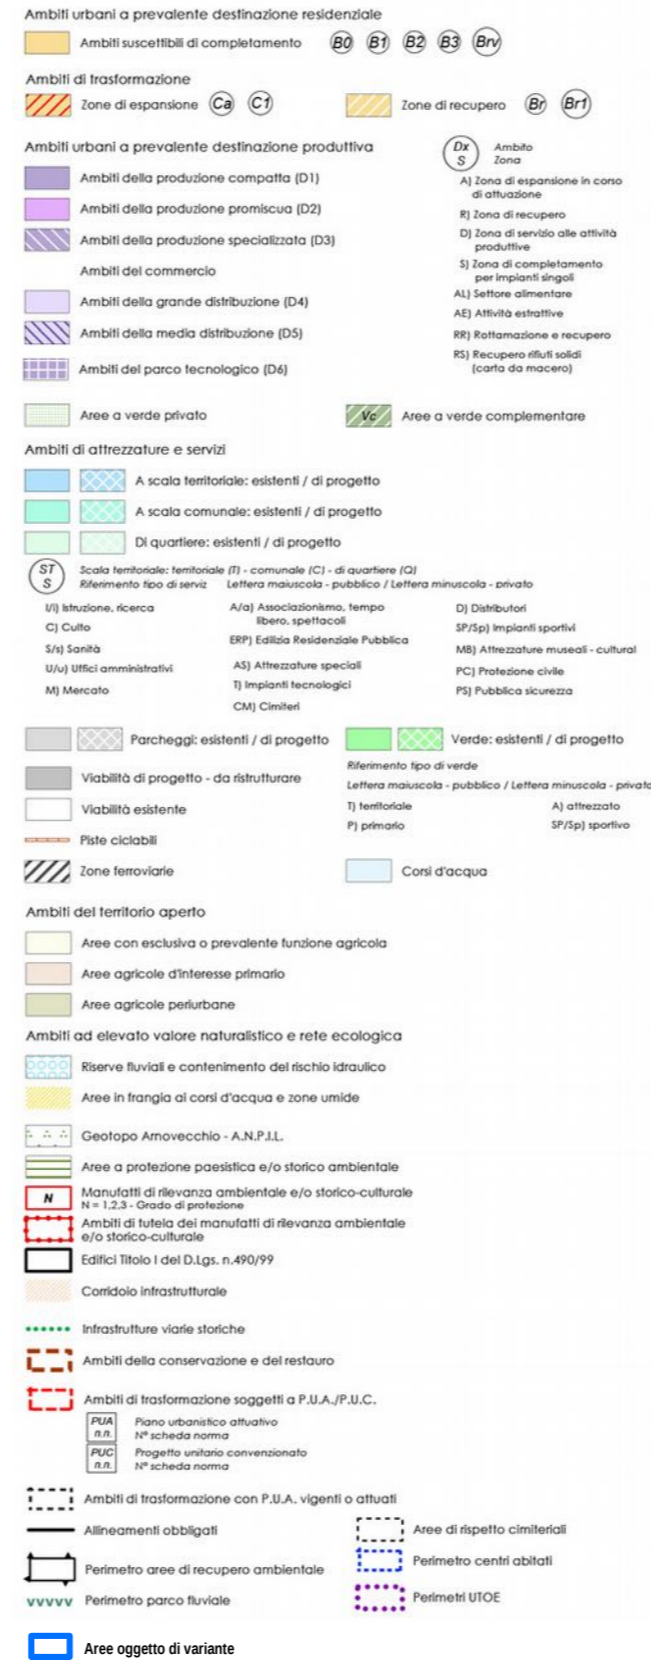 Ambiti urbani a prevalente destinazione residenziale
Ambiti suscettibili di completamento B0 B1 B2 B3 Brv
Ambiti di trasformazione
Zone di espansione Ca C1 Zone di recupero Br Br1
Ambiti urbani a prevalente destinazione produttiva
Dx Ambito
S Zona
Ambiti della produzione compatta (D1)
Ambiti della produzione promiscua (D2)
Ambiti della produzione specializzata (D3)
Ambiti del commercio
Ambiti della grande distribuzione (D4)
Ambiti della media distribuzione (D5)
Ambiti del parco tecnologico (D6)
A) Zona di espansione in corso
di attuazione
R) Zona di recupero
D) Zona di servizio alle attività
produttive
S) Zona di completamento
per impianti singoli
AL) Settore alimentare
AE) Attività estrattive
RR) Rottamazione e recupero
RS) Recupero rifiuti solidi
(carta da macero)
Aree a verde privato Vc Aree a verde complementare
Ambiti di attrezzature e servizi
A scala territoriale: esistenti / di progetto
A scala comunale: esistenti / di progetto
Di quartiere: esistenti / di progetto
ST Scala territoriale: territoriale (T) - comunale (C) - di quartiere (Q)
S Riferimento tipo di serviz Lettera maiuscola - pubblico / Lettera minuscola - privato
I/i) Istruzione, ricerca
C) Culto
S/s) Sanità
U/u) Uffici amministrativi
M) Mercato
A/a) Associazionismo, tempo
libero, spettacoli
ERP) Edilizia Residenziale Pubblica
AS) Attrezzature speciali
T) Impianti tecnologici
CM) Cimiteri
D) Distributori
SP/Sp) Impianti sportivi
MB) Attrezzature museali - cultural
PC) Protezione civile
PS) Pubblica sicurezza
Parcheggi: esistenti / di progetto Verde: esistenti / di progetto
Riferimento tipo di verde
Lettera maiuscola - pubblico / Lettera minuscola - privato
T) territoriale A) attrezzato
P) primario SP/Sp) sportivo
Viabilità di progetto - da ristrutturare
Viabilità esistente
Piste ciclabili
Zone ferroviarie Corsi d'acqua
Ambiti del territorio aperto
Aree con esclusiva o prevalente funzione agricola
Aree agricole d'interesse primario
Aree agricole periurbane
Ambiti ad elevato valore naturalistico e rete ecologica
Riserve fluviali e contenimento del rischio idraulico
Aree in frangia ai corsi d'acqua e zone umide
Geotopo Arnovecchio - A.N.P.I.L.
Aree a protezione paesistica e/o storico ambientale
N Manufatti di rilevanza ambientale e/o storico-culturale
N = 1,2,3 - Grado di protezione
Ambiti di tutela dei manufatti di rilevanza ambientale
e/o storico-culturale
Edifici Titolo I del D.Lgs. n.490/99
Corridoio infrastrutturale
Infrastrutture viarie storiche
Ambiti della conservazione e del restauro
Ambiti di trasformazione soggetti a P.U.A./P.U.C.
PUA Piano urbanistico attuativo
n.n. N° scheda norma
PUC Progetto unitario convenzionato
n.n. N° scheda norma
Ambiti di trasformazione con P.U.A. vigenti o attuati
Allineamenti obbligati Aree di rispetto cimiteriali
Perimetro aree di recupero ambientale Perimetro centri abitati
vvvvv Perimetro parco fluviale Perimetri UTOE
Aree oggetto di variante